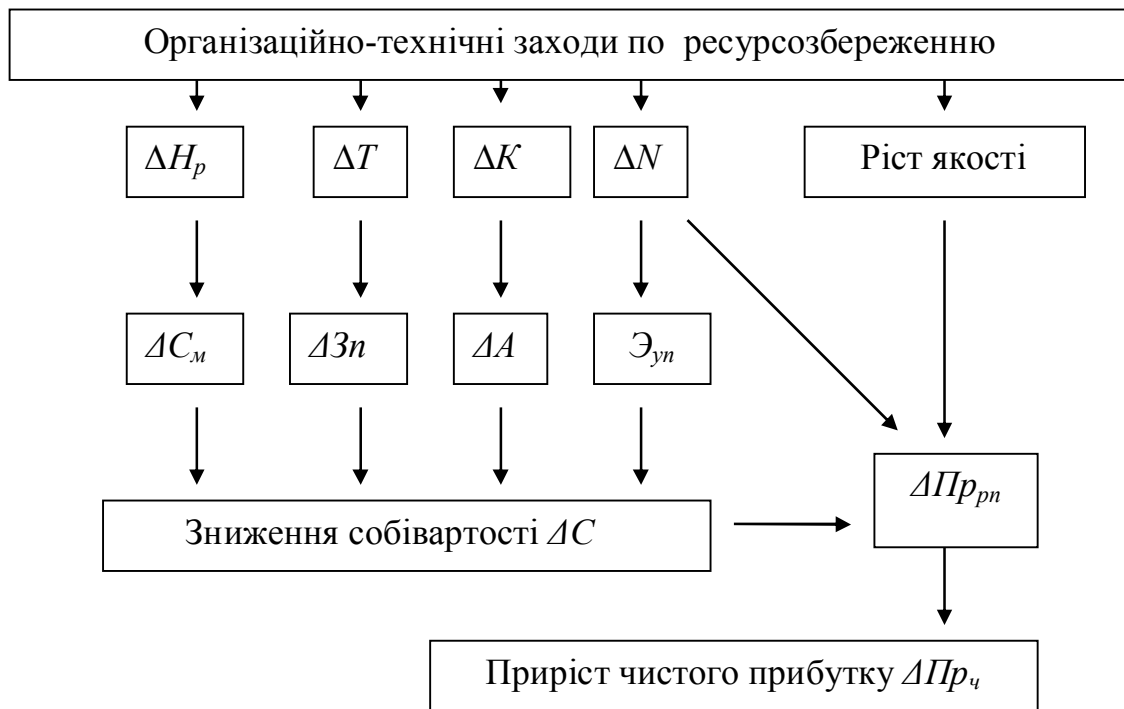 Організаційно-технічні заходи по ресурсозбереженню
ΔНр
ΔТ
ΔК
ΔN
Ріст якості
ΔСм
ΔЗп
ΔА
Эуп
ΔПррп
Зниження собівартості ΔС
Приріст чистого прибутку ΔПрч